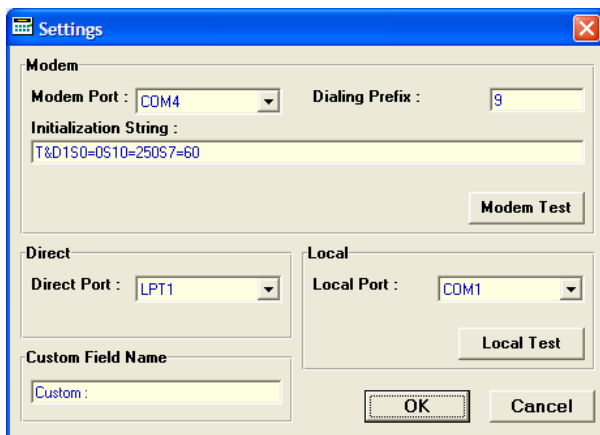 Settings
Modem
Modem Port : COM4 Dialing Prefix : 9
Initialization String :
T&D1S0=0S10=250S7=60
Modem Test
Direct
Direct Port : LPT1
Local
Local Port : COM1
Local Test
Custom Field Name
Custom :
OK Cancel